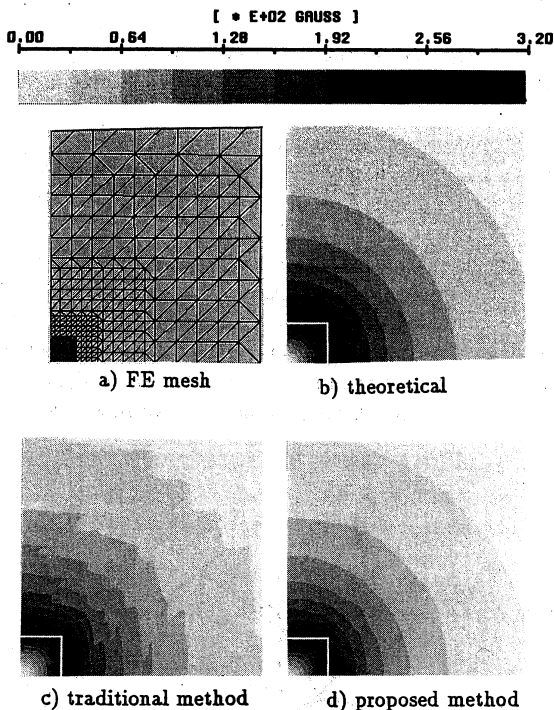 [ * E+02 GAUSS ]
0.00 0.64 1.28 1.92 2.56 3.20
a) FE mesh
b) theoretical
c) traditional method
d) proposed method